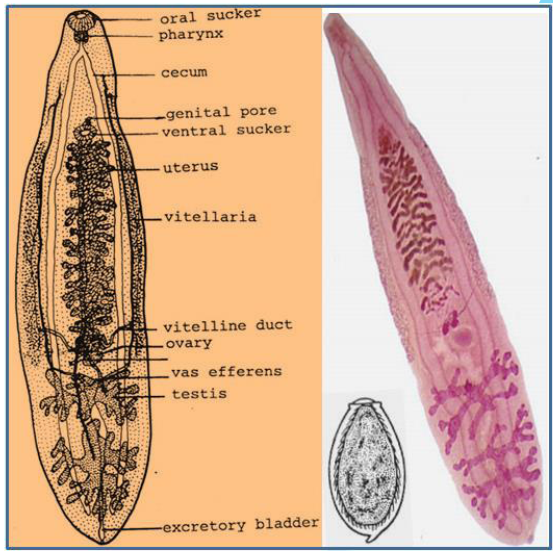 oral sucker
pharynx
cecum
genital pore
ventral sucker
uterus
vitellaria
vitelline duct
ovary
vas efferens
testis
excretory bladder